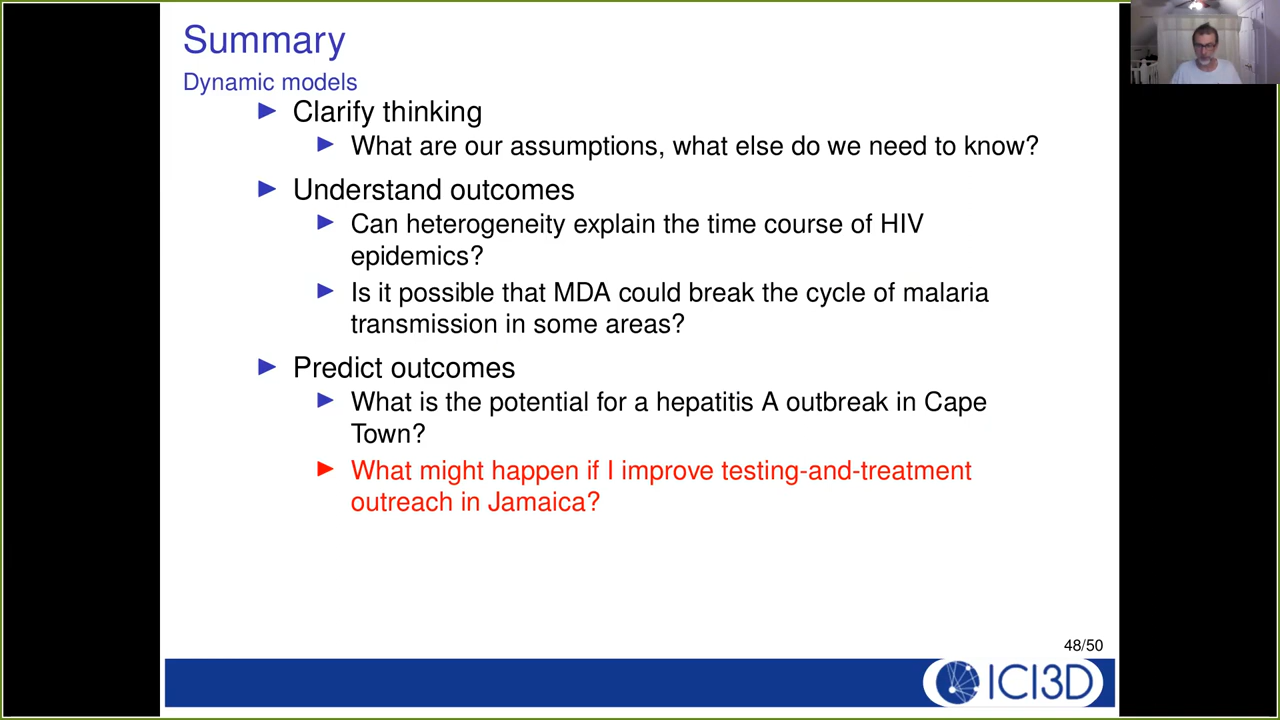 Summary
Dynamic models
Clarify thinking
What are our assumptions, what else do we need to know?
Understand outcomes
Can heterogeneity explain the time course of HIV
epidemics?
Is it possible that MDA could break the cycle of malaria
transmission in some areas?
Predict outcomes
What is the potential for a hepatitis A outbreak in Cape
Town?
What might happen if I improve testing-and-treatment
outreach in Jamaica?
48/50
ICI3D